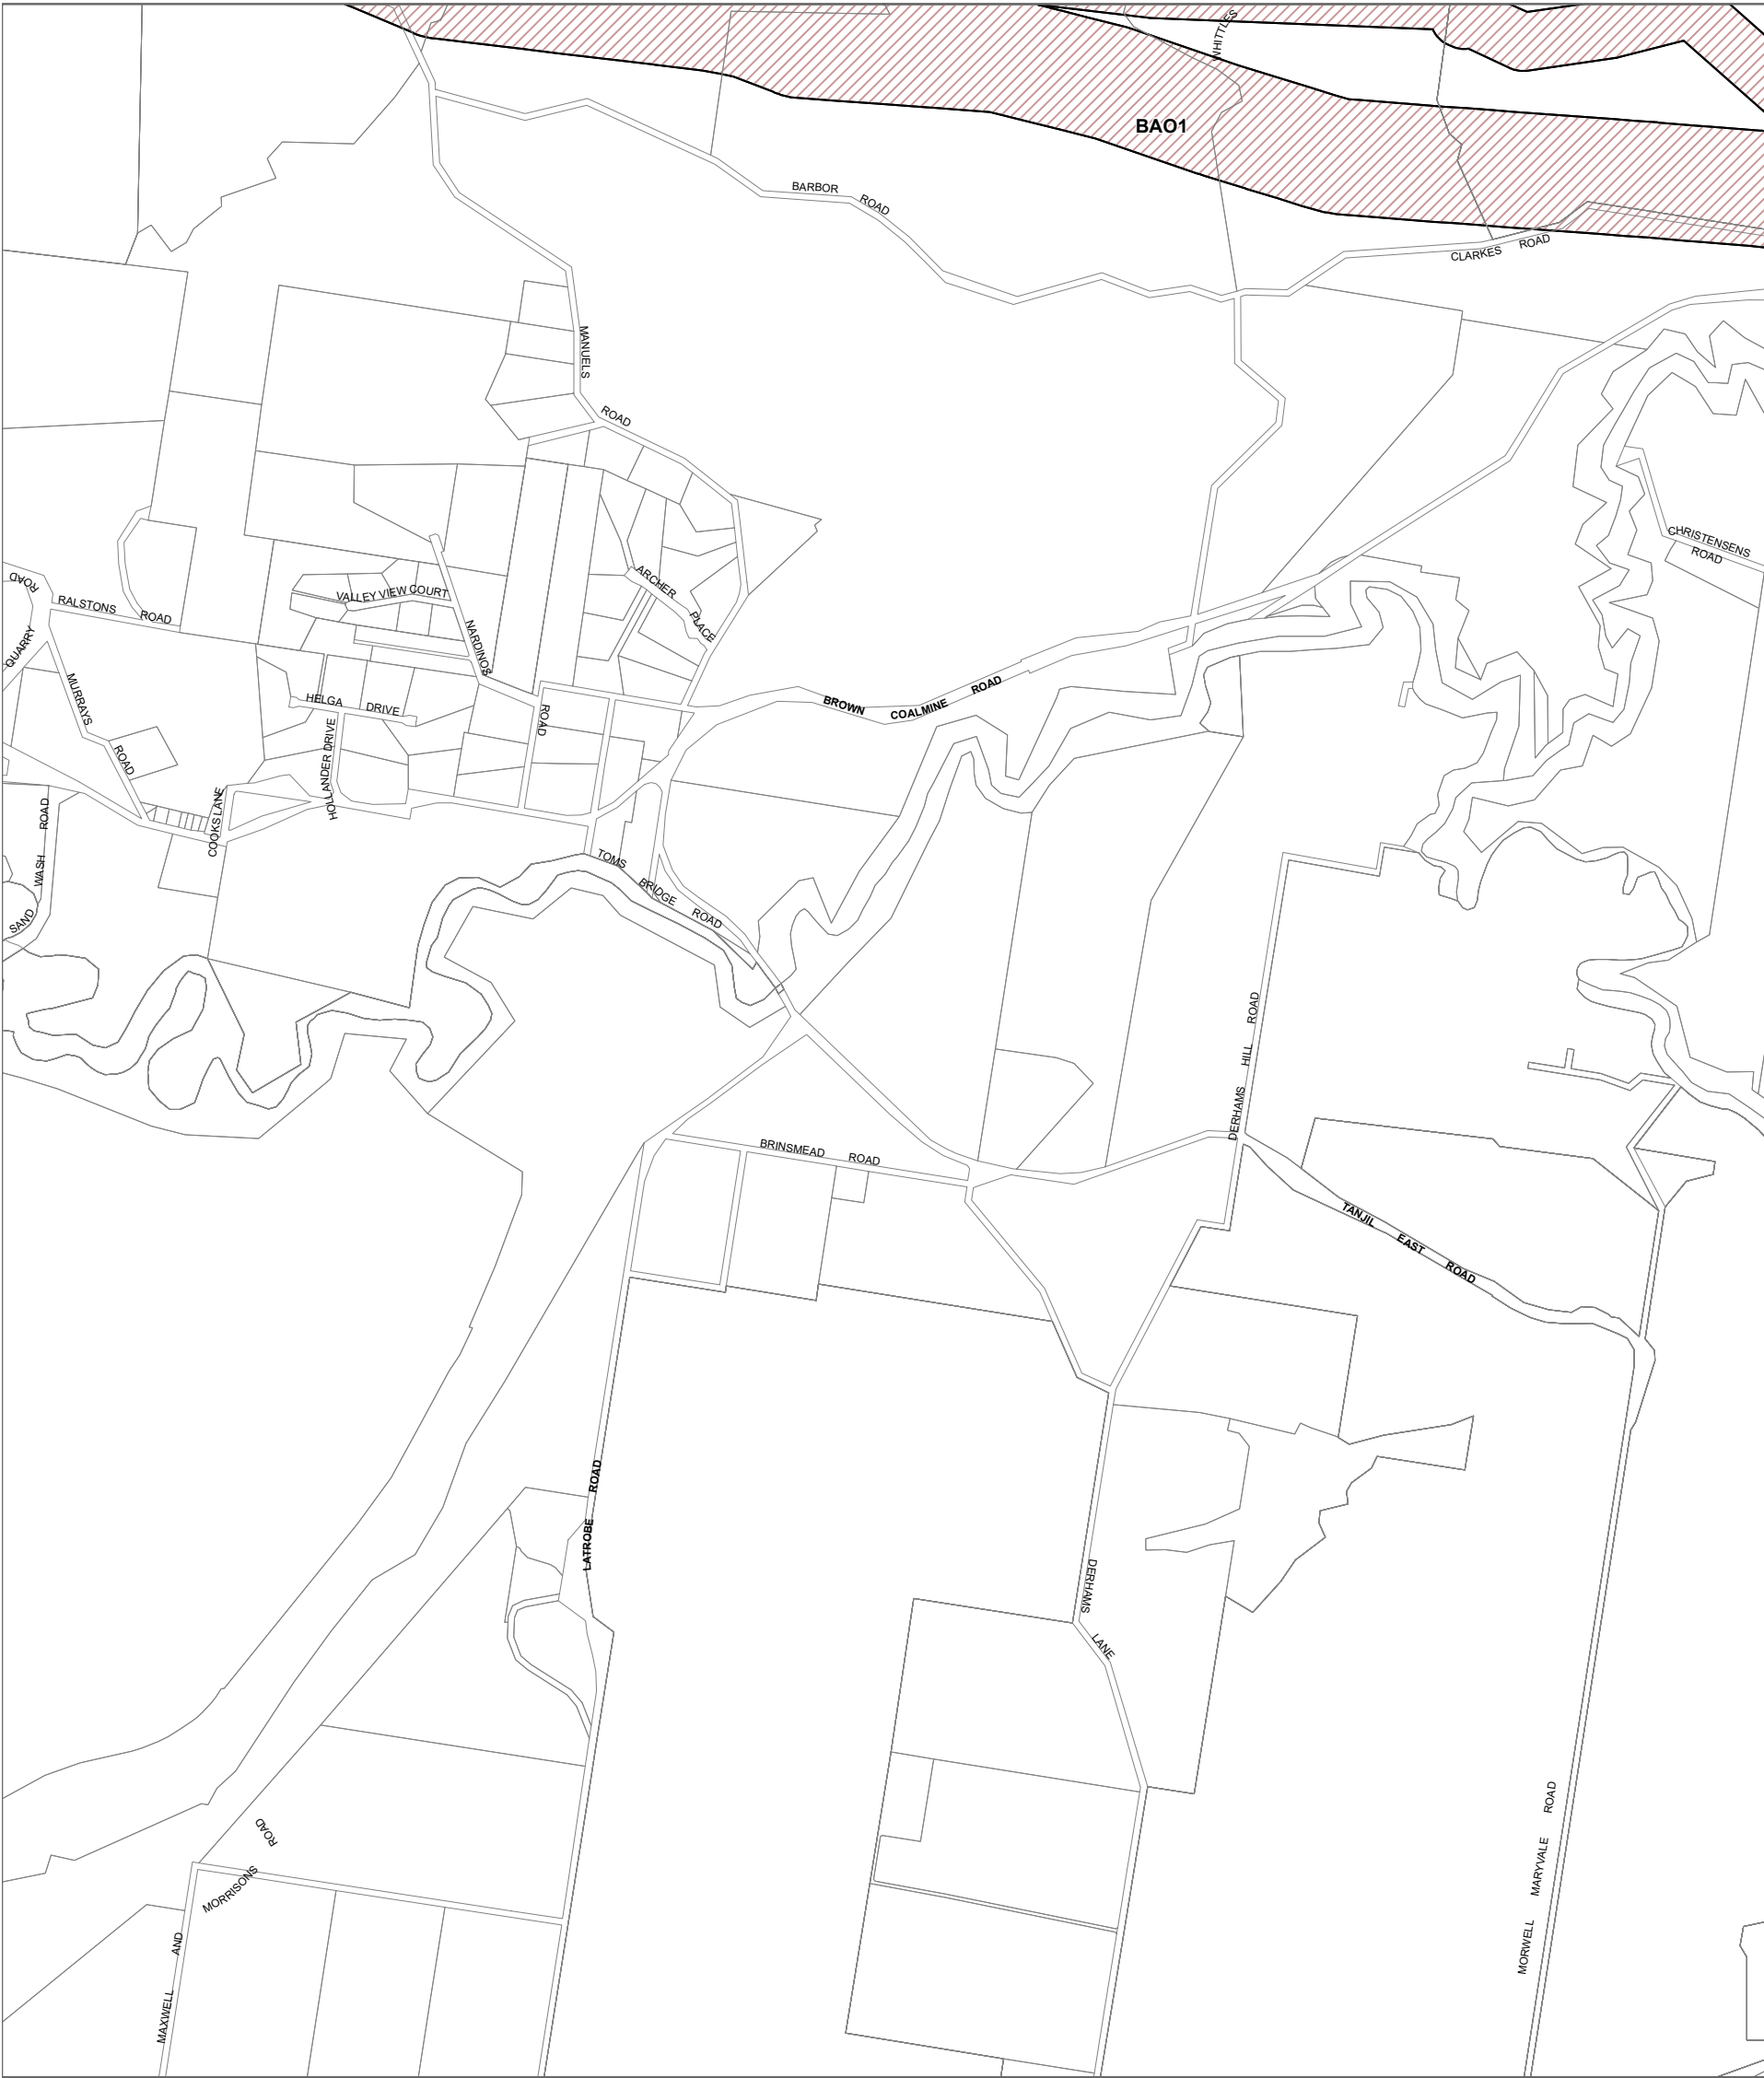 WHITTLES
BAO1
BARBOR ROAD
CLARKES ROAD
MANUELS ROAD
CHRISTENSENS ROAD
ARCHER PLACE
VALLEY VIEW COURT
NARDINOS ROAD
QUARRY ROAD
RALSTONS ROAD
MURRAYS ROAD
HELGA DRIVE
HOLLANDER DRIVE
BROWN COALMINE ROAD
COOKS LANE
SAND WASH ROAD
TOMS BRIDGE ROAD
DERHAMS HILL ROAD
BRINSMEAD ROAD
TANJIL EAST ROAD
LATROBE ROAD
DERHAMS LANE
MAXWELL AND MORRISONS ROAD
MORWELL MARYVALE ROAD